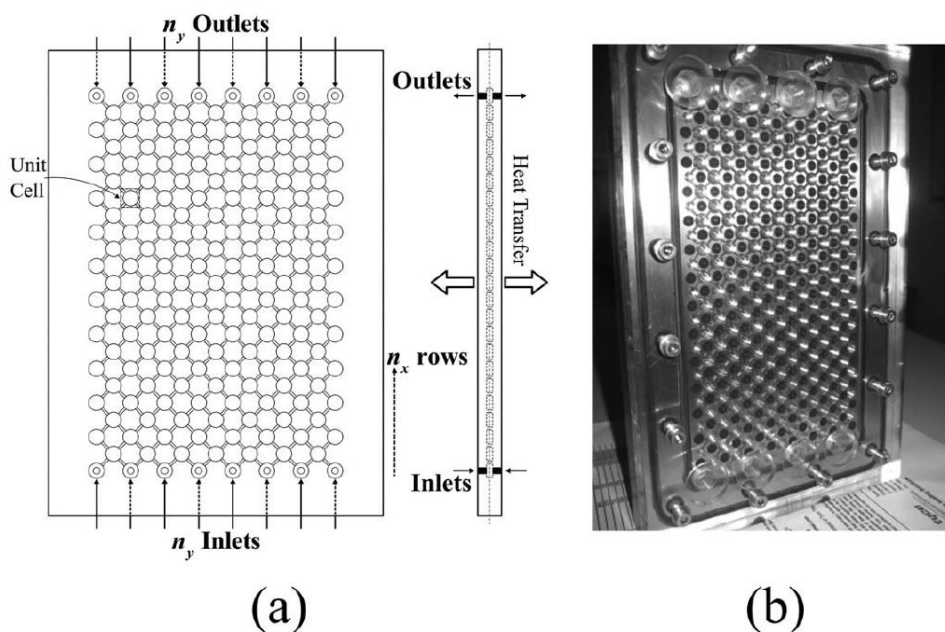 n_y Outlets
Outlets
Unit
Cell
Heat Transfer
n_x rows
Inlets
n_y Inlets
(a)
(b)